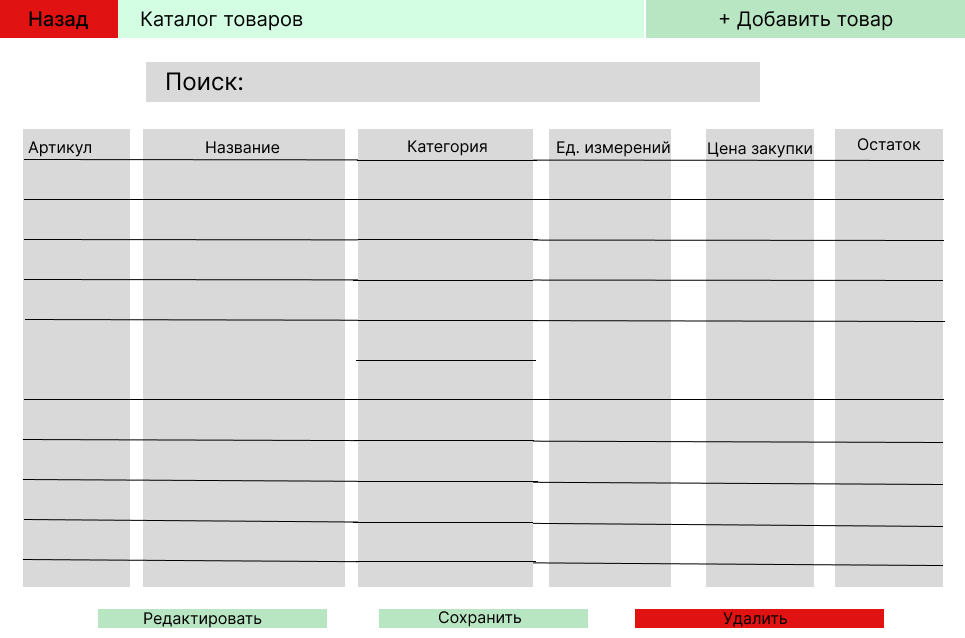 Назад Каталог товаров + Добавить товар
Поиск:
Артикул Название Категория Ед. измерений Цена закупки Остаток
Редактировать Сохранить Удалить